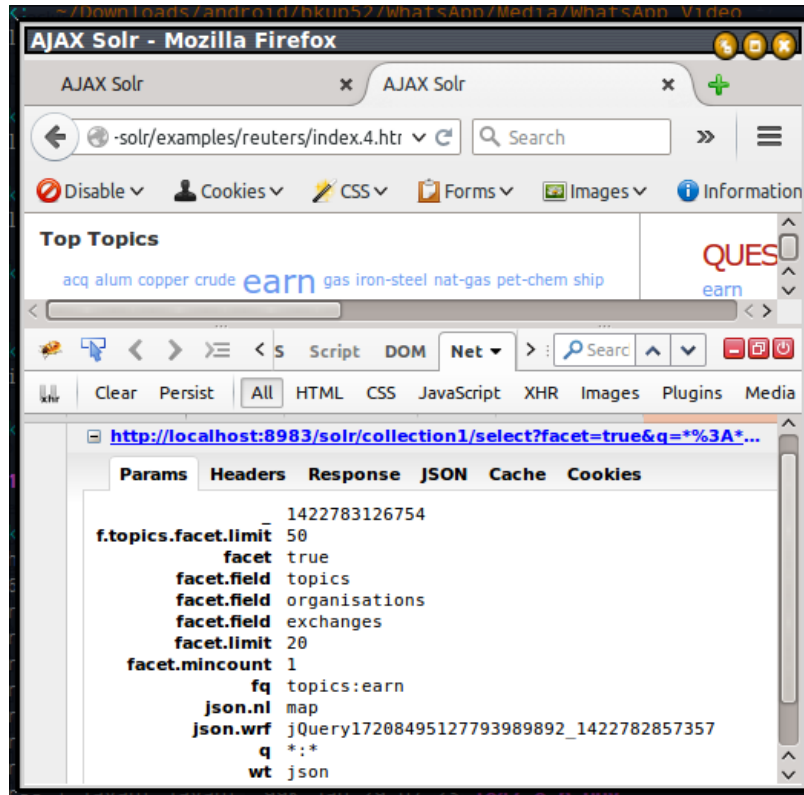 ~/Downloads/android/bkup52/WhatsApp/Media/WhatsApp Video
AJAX Solr - Mozilla Firefox
AJAX Solr AJAX Solr
-solr/examples/reuters/index.4.htr Search
Disable Cookies CSS Forms Images Information
Top Topics
QUES
acq alum copper crude earn gas iron-steel nat-gas pet-chem ship
earn
s Script DOM Net Searc
xhr Clear Persist All HTML CSS JavaScript XHR Images Plugins Media
http://localhost:8983/solr/collection1/select?facet=true&q=*%3A*...
Params Headers Response JSON Cache Cookies
_ 1422783126754
f.topics.facet.limit 50
facet true
facet.field topics
facet.field organisations
facet.field exchanges
facet.limit 20
facet.mincount 1
fq topics:earn
json.nl map
json.wrf jQuery17208495127793989892_1422782857357
q *:*
wt json